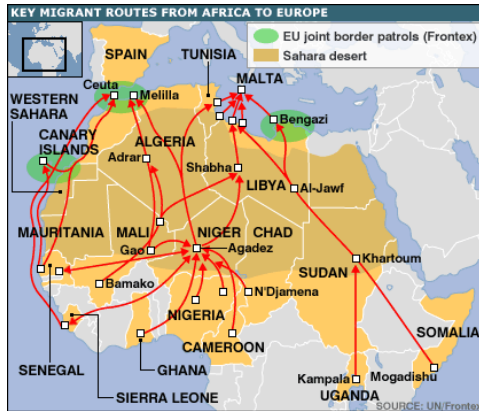 KEY MIGRANT ROUTES FROM AFRICA TO EUROPE
EU joint border patrols (Frontex)
Sahara desert
SPAIN
TUNISIA
MALTA
Ceuta
Melilla
WESTERN
SAHARA
Bengazi
CANARY
ISLANDS
ALGERIA
Adrar
Shabha
LIBYA
Al-Jawf
MAURITANIA
MALI
NIGER
CHAD
Gao
Agadez
Khartoum
SUDAN
Bamako
N'Djamena
NIGERIA
SOMALIA
CAMEROON
SENEGAL
GHANA
Kampala
Mogadishu
SIERRA LEONE
UGANDA
SOURCE: UN/Frontex